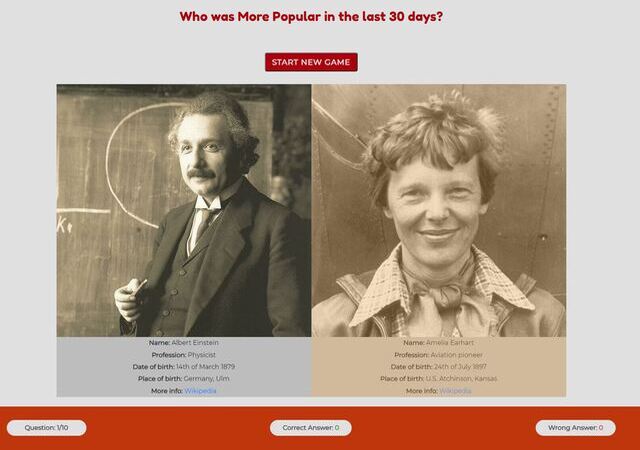 Who was More Popular in the last 30 days?
START NEW GAME
K₁
Name: Albert Einstein
Profession: Physicist
Date of birth: 14th of March 1879
Place of birth: Germany, Ulm
More info: Wikipedia
Name: Amelia Earhart
Profession: Aviation pioneer
Date of birth: 24th of July 1897
Place of birth: U.S. Atchinson, Kansas
More info: Wikipedia
Question: 1/10
Correct Answer: 0
Wrong Answer: 0